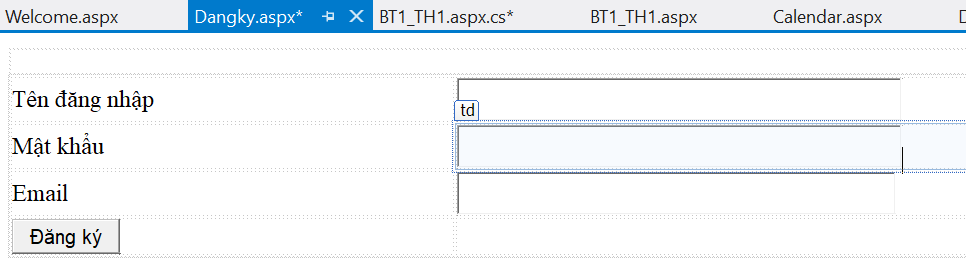 Welcome.aspx Dangky.aspx* BT1_TH1.aspx.cs* BT1_TH1.aspx Calendar.aspx
Tên đăng nhập
td
Mật khẩu
Email
Đăng ký